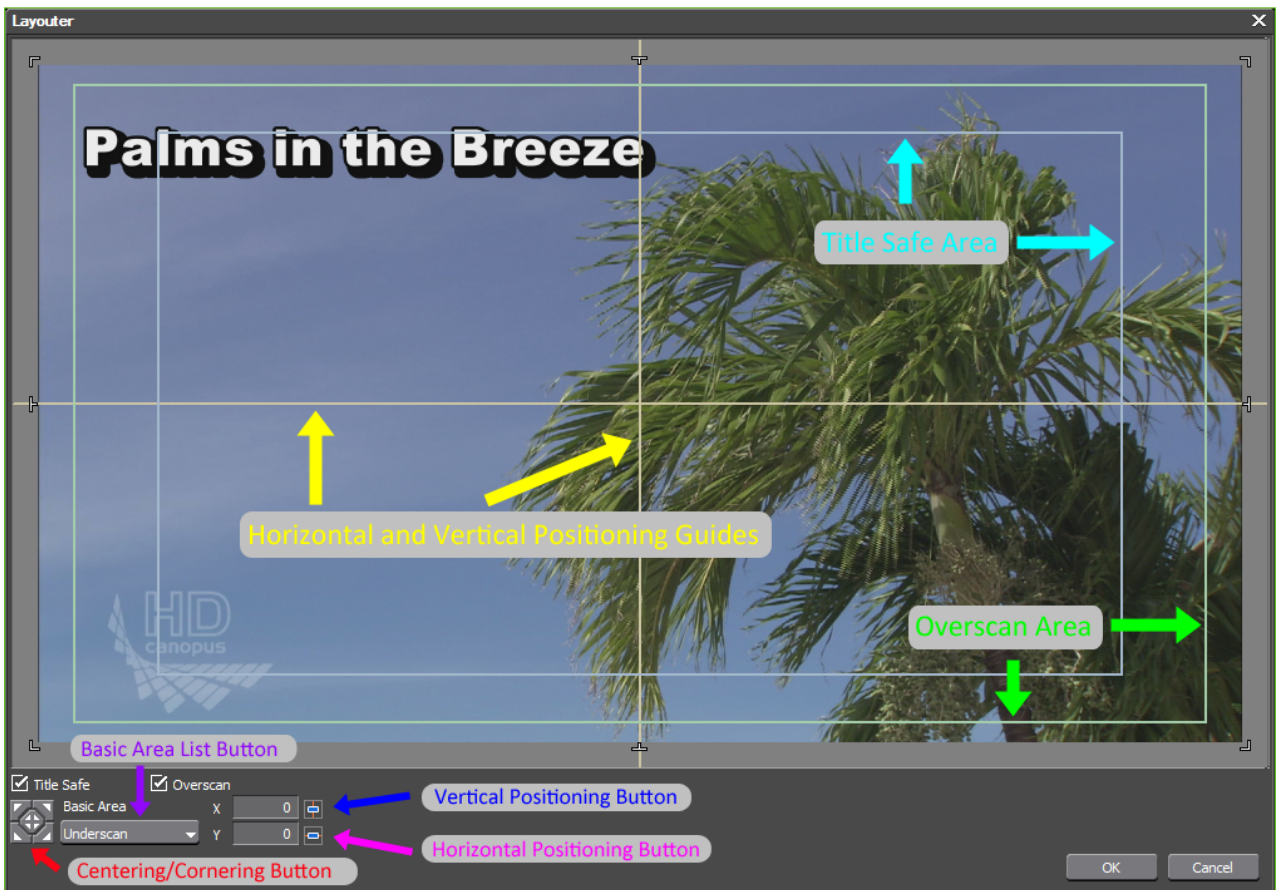 Layouter
Palms in the Breeze
Title Safe Area
Horizontal and Vertical Positioning Guides
HD
canopus
Overscan Area
Basic Area List Button
Title Safe
Overscan
Basic Area
X 0
Vertical Positioning Button
Underscan
Y 0
Horizontal Positioning Button
Centering/Cornering Button
OK
Cancel